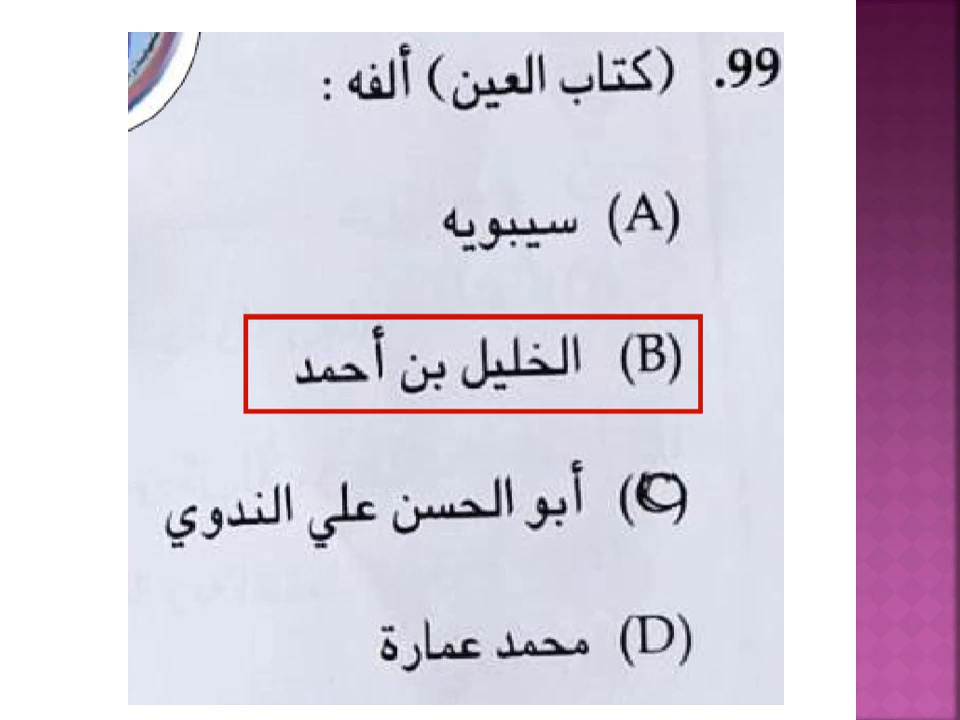 99. (كتاب العين) ألفه :
(A) سيبويه
(B) الخليل بن أحمد
(C) أبو الحسن علي الندوي
(D) محمد عمارة